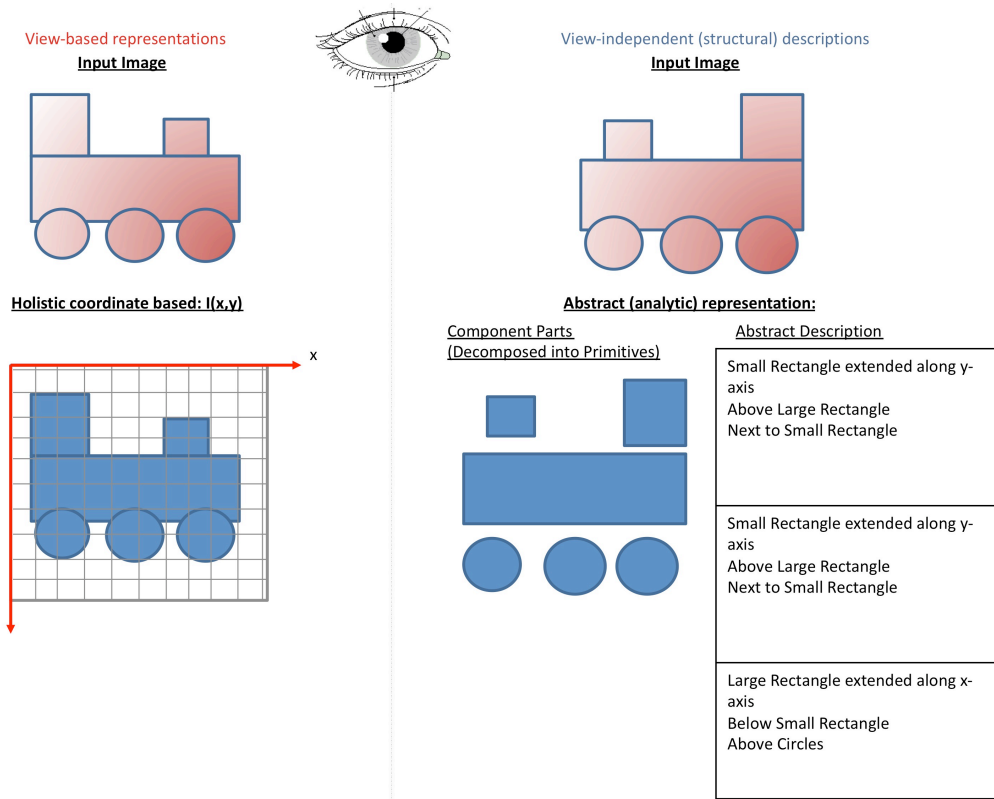 View-based representations
Input Image
Holistic coordinate based: I(x,y)
x
View-independent (structural) descriptions
Input Image
Abstract (analytic) representation:
Component Parts
(Decomposed into Primitives)
Abstract Description
Small Rectangle extended along y-
axis
Above Large Rectangle
Next to Small Rectangle
Small Rectangle extended along y-
axis
Above Large Rectangle
Next to Small Rectangle
Large Rectangle extended along x-
axis
Below Small Rectangle
Above Circles